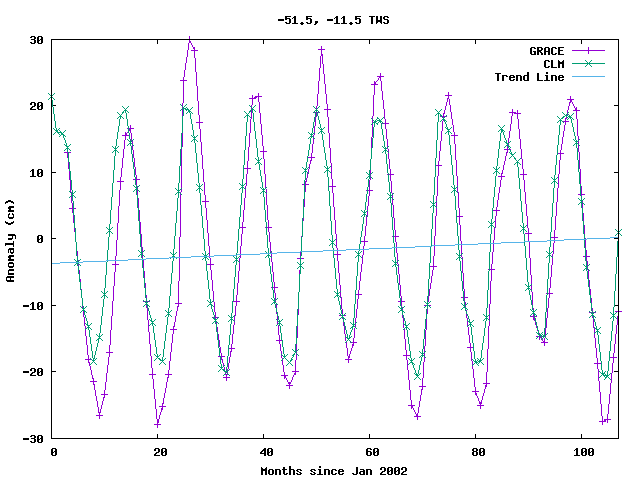 -51.5, -11.5 TWS
GRACE
CLM
Trend Line
Anomaly (cm)
30
20
10
0
-10
-20
-30
0 20 40 60 80 100
Months since Jan 2002